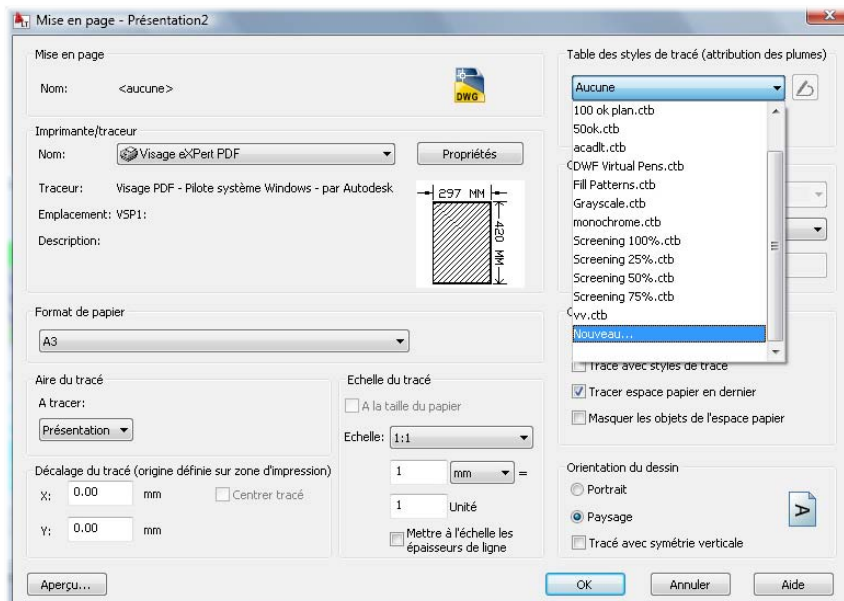 Mise en page - Présentation2
Mise en page
Nom: <aucune>
DWG
Imprimante/traceur
Nom: Visage eXPert PDF Propriétés
Traceur: Visage PDF - Pilote système Windows - par Autodesk
Emplacement: VSP1:
Description:
297 MM
420 MM
Format de papier
A3
Aire du tracé
A tracer:
Présentation
Echelle du tracé
A la taille du papier
Echelle: 1:1
1 mm =
1 Unité
Mettre à l'échelle les
épaisseurs de ligne
Décalage du tracé (origine définie sur zone d'impression)
X: 0.00 mm Centrer tracé
Y: 0.00 mm
Table des styles de tracé (attribution des plumes)
Aucune
100 ok plan.ctb
50ok.ctb
acadlt.ctb
DWF Virtual Pens.ctb
Fill Patterns.ctb
Grayscale.ctb
monochrome.ctb
Screening 100%.ctb
Screening 25%.ctb
Screening 50%.ctb
Screening 75%.ctb
vv.ctb
Nouveau...
Tracé avec styles de tracé
Tracer espace papier en dernier
Masquer les objets de l'espace papier
Orientation du dessin
Portrait
Paysage
A
Tracé avec symétrie verticale
Aperçu... OK Annuler Aide